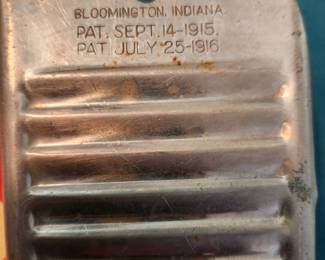 BLOOMINGTON, INDIANA
PAT. SEPT. 14-1915.
PAT JULY 25-1916